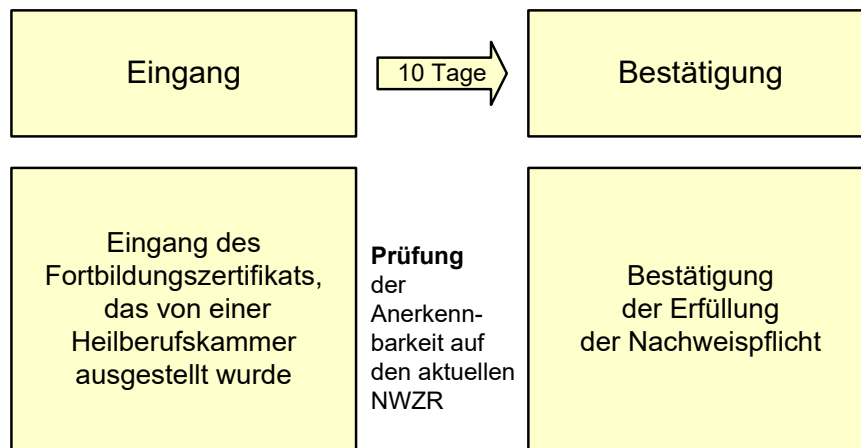 Eingang
10 Tage
Bestätigung
Eingang des
Fortbildungszertifikats,
das von einer
Heilberufskammer
ausgestellt wurde
Prüfung
der
Anerkenn-
barkeit auf
den aktuellen
NWZR
Bestätigung
der Erfüllung
der Nachweispflicht